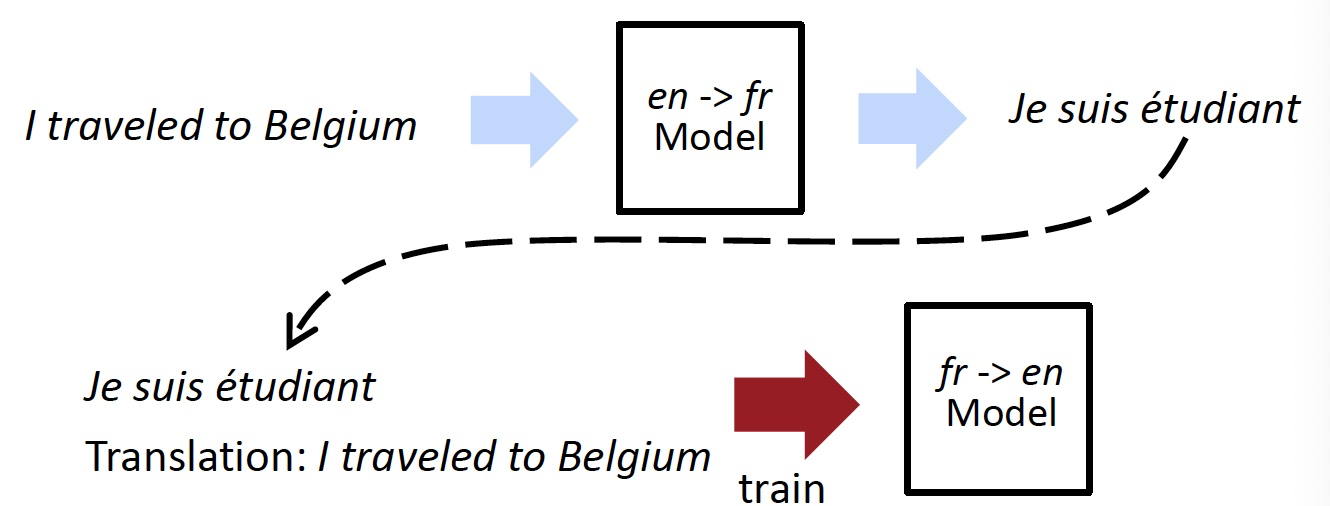 I traveled to Belgium
en -> fr
Model
Je suis étudiant
Je suis étudiant
Translation: I traveled to Belgium
train
fr -> en
Model